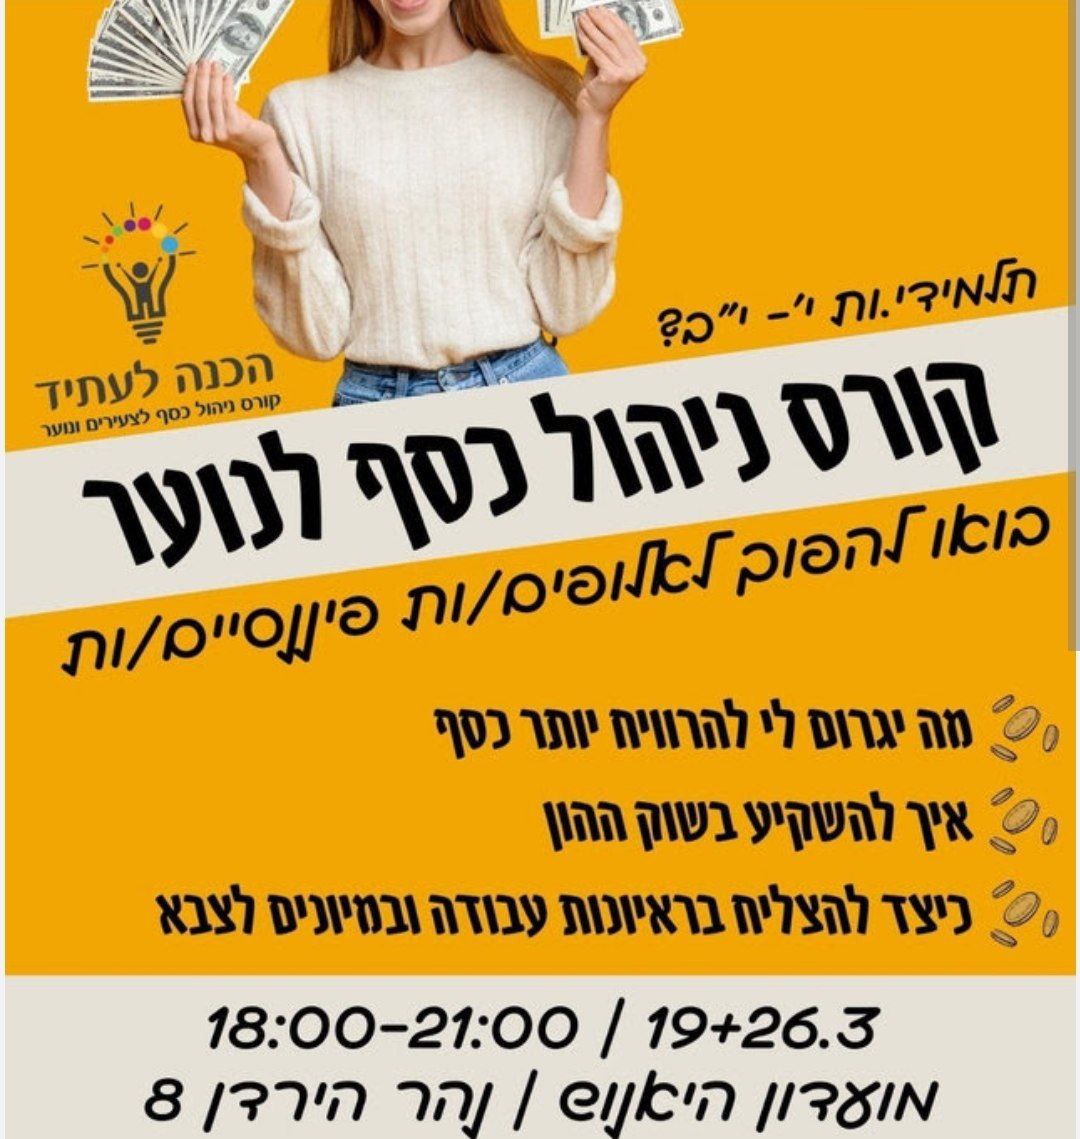 תלמידי.ות י'- י"ב?
הכנה לעתיד
קורס ניהול כסף לצעירים ונוער
קורס ניהול כסף לנוער
בואו להפוך לאלופים/ות פיננסיים/ות
מה יגרום לי להרוויח יותר כסף
איך להשקיע בשוק ההון
כיצד להצליח בראיונות עבודה ובמיונים לצבא
19+26.3 | 18:00-21:00
מועדון היאנוש | נהר הירדן 8